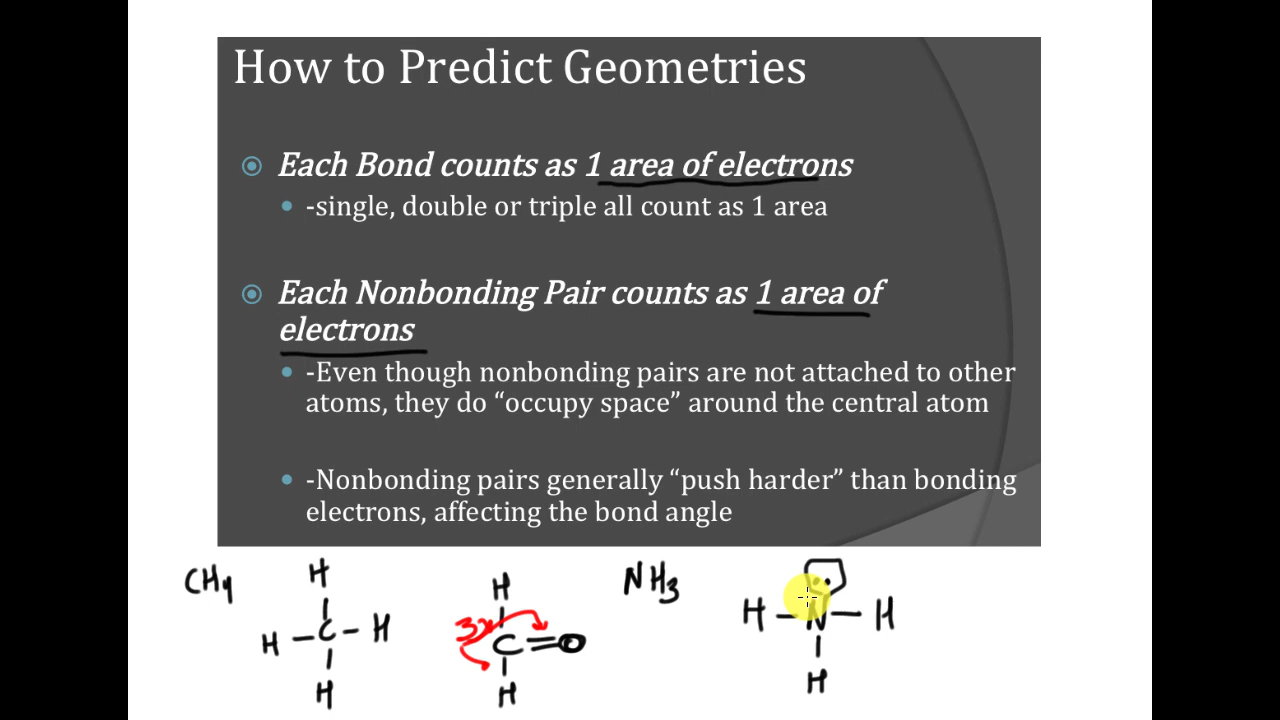 How to Predict Geometries
Each Bond counts as 1 area of electrons
-single, double or triple all count as 1 area
Each Nonbonding Pair counts as 1 area of
electrons
-Even though nonbonding pairs are not attached to other
atoms, they do “occupy space” around the central atom
-Nonbonding pairs generally “push harder” than bonding
electrons, affecting the bond angle
CH4
H
H - C - H
H
H
3 C = O
H
NH3
H - N - H
H